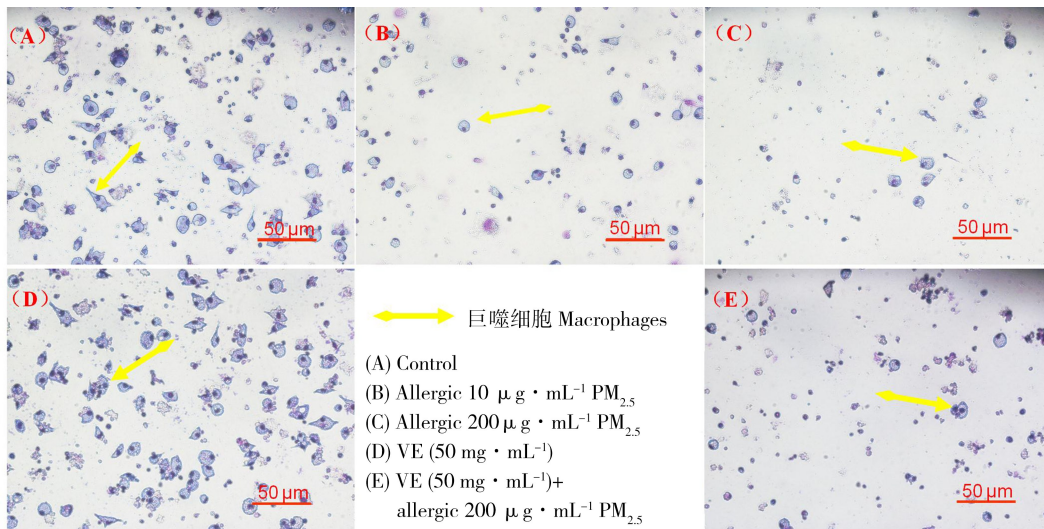 （A）
（B）
（C）
50 μm
50 μm
50 μm
（D）
（E）
巨噬细胞 Macrophages
(A) Control
(B) Allergic 10 μg·mL⁻¹ PM₂.₅
(C) Allergic 200μg·mL⁻¹ PM₂.₅
(D) VE (50 mg·mL⁻¹)
(E) VE (50 mg·mL⁻¹)+
allergic 200 μg·mL⁻¹ PM₂.₅
50 μm
50 μm